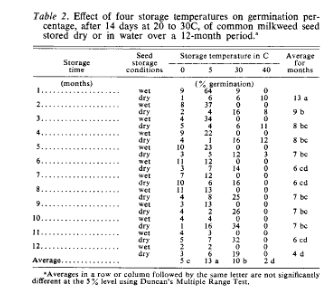 Table 2. Effect of four storage temperatures on germination per-
centage, after 14 days at 20 to 30C, of common milkweed seed
stored dry or in water over a 12-month period.ª
Storage time Seed storage conditions Storage temperature in C Average for months
5 30 40
(months) (% germination)
1 wet 9 64 9 0
dry 1 6 6 10 13 a
2 wet 8 37 0 0
dry 2 4 16 8 9 b
3 wet 4 34 0 0
dry 5 4 6 11 8 bc
4 wet 9 22 0 0
dry 4 1 16 12 8 bc
5 wet 10 23 0 0
dry 3 5 12 3 7 bc
6 wet 11 12 0 0
dry 3 7 14 0 6 cd
7 wet 7 12 0 0
dry 10 6 16 0 6 cd
8 wet 11 13 0 0
dry 4 8 25 0 7 bc
9 wet 3 13 0 0
dry 4 2 26 0 7 bc
10 wet 4 4 0 0
dry 1 16 34 0 7 bc
11 wet 4 3 0 0
dry 5 7 32 0 6 cd
12 wet 2 2 0 0
dry 3 6 19 0 4 d
Average 5 c 13 a 10 b 2 d
ªAverages in a row or column followed by the same letter are not significantly
different at the 5% level using Duncan's Multiple Range Test.